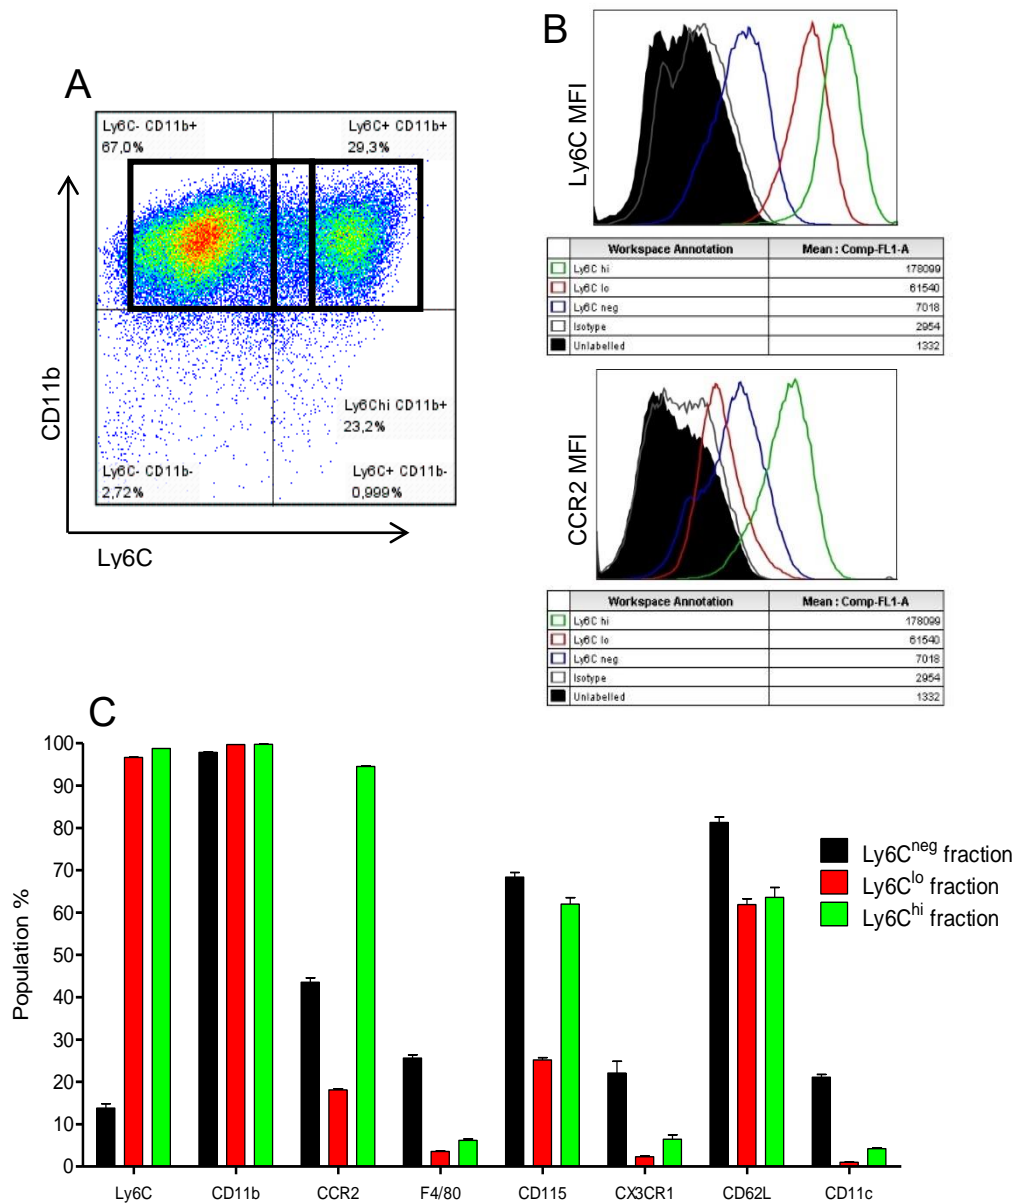 A
Ly6C- CD11b+
67,0%
Ly6C+ CD11b+
29,3%
Ly6Chi CD11b+
23,2%
Ly6C- CD11b-
2,72%
Ly6C+ CD11b-
0,999%
CD11b
Ly6C
B
Ly6C MFI
Workspace Annotation Mean : Comp-FL1-A
Ly6C hi 178099
Ly6C lo 61540
Ly6C neg 7018
Isotype 2954
Unlabelled 1332
CCR2 MFI
Workspace Annotation Mean : Comp-FL1-A
Ly6C hi 178099
Ly6C lo 61540
Ly6C neg 7018
Isotype 2954
Unlabelled 1332
C
Population %
100
90
80
70
60
50
40
30
20
10
0
Ly6C CD11b CCR2 F4/80 CD115 CX3CR1 CD62L CD11c
Ly6Cneg fraction
Ly6Clo fraction
Ly6Chi fraction